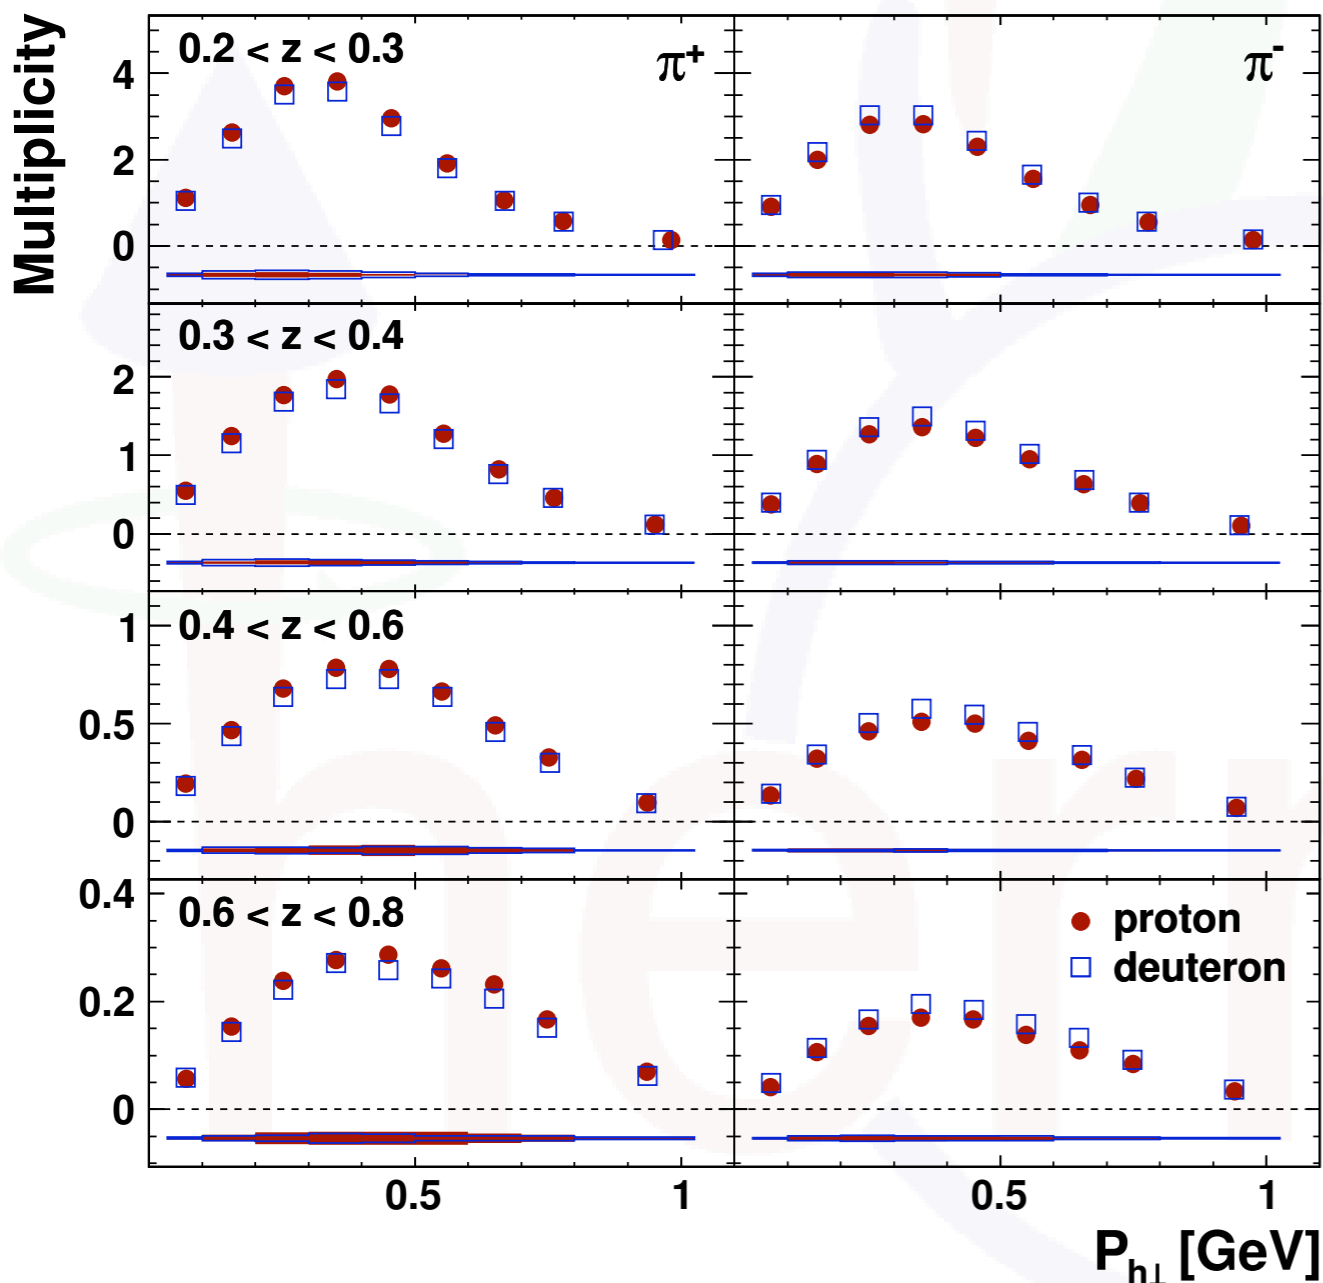 Multiplicity
0.2 < z < 0.3
π+
π-
4
2
0
0.3 < z < 0.4
2
1
0
0.4 < z < 0.6
1
0.5
0
0.6 < z < 0.8
0.4
0.2
0
proton
deuteron
0.5 1 0.5 1
Ph⊥ [GeV]
herm